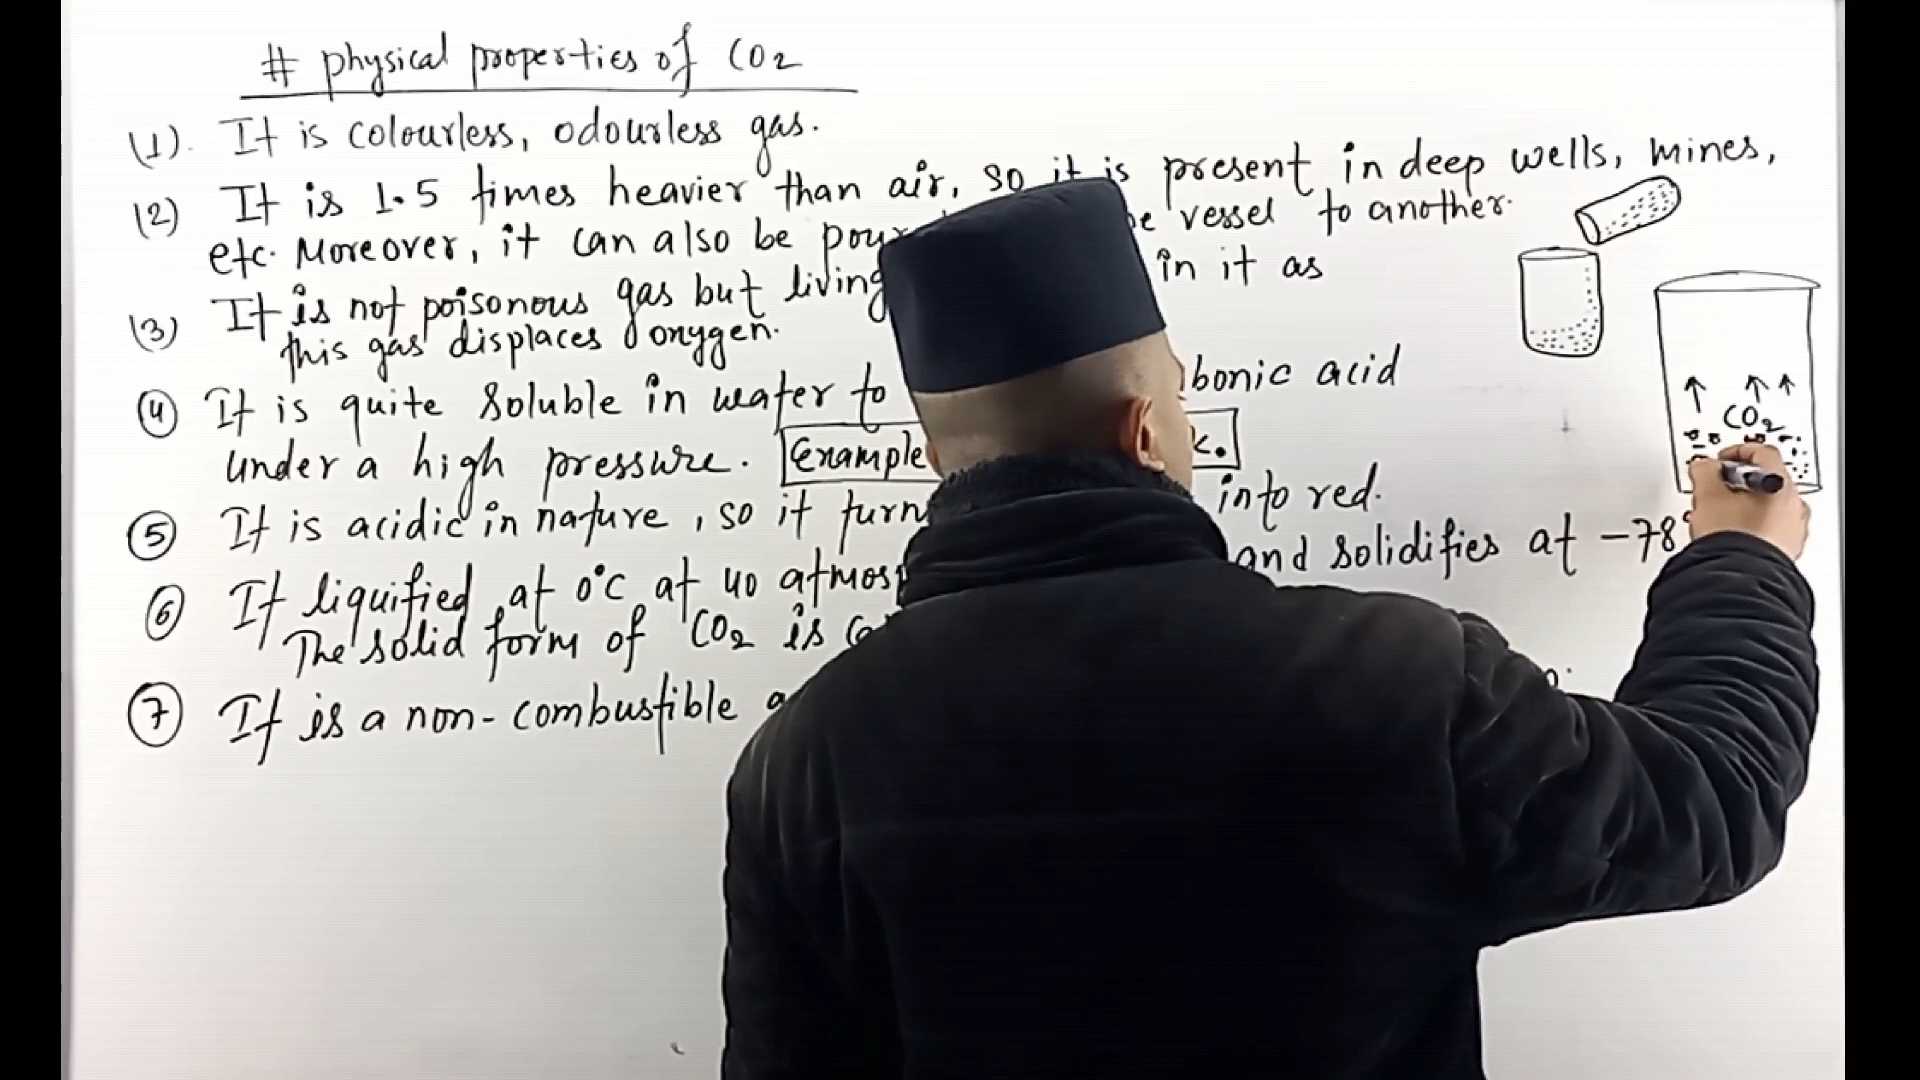 # physical properties of CO2
(1). It is colourless, odourless gas.
(2) It is 1.5 times heavier than air, so it is present in deep wells, mines,
etc. Moreover, it can also be vessel to another.
(3) It is not poisonous gas but living in it as
this gas displaces oxygen.
(4) It is quite soluble in water to bonic acid
under a high pressure. Example k.
(5) It is acidic in nature, so it turn into red.
(6) It liquified at 0°C at 40 atmosp and solidifies at -78°
The solid form of CO2 is
(7) It is a non-combustible
CO2